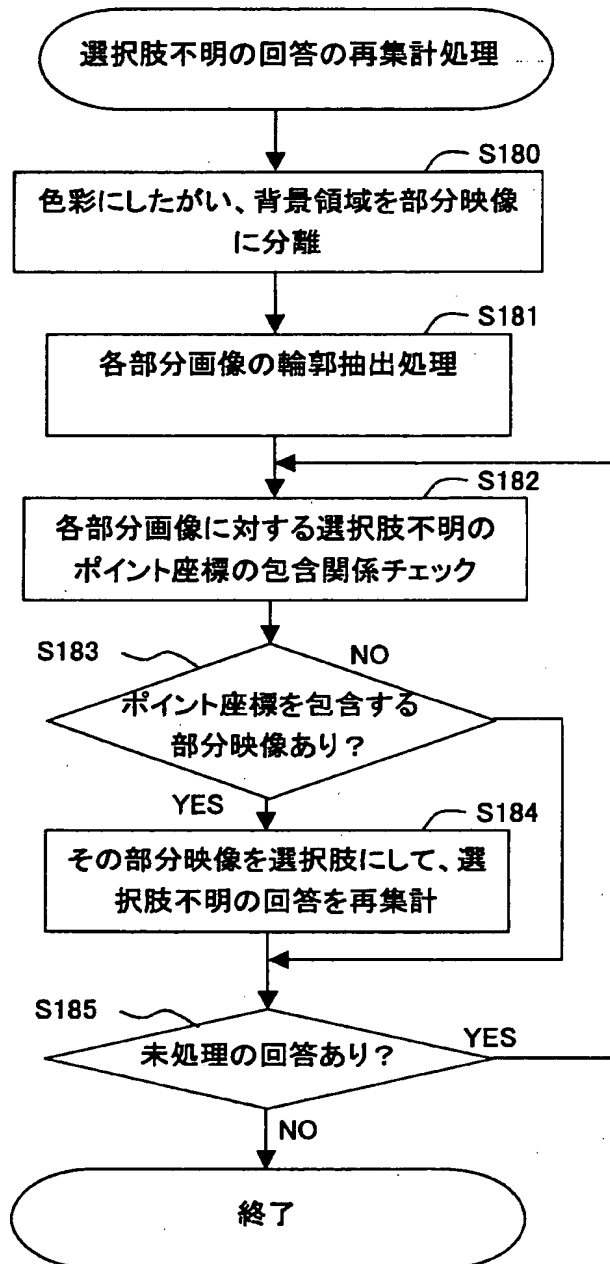 選択肢不明の回答の再集計処理
S180
色彩にしたがい、背景領域を部分映像
に分離
S181
各部分画像の輪郭抽出処理
S182
各部分画像に対する選択肢不明の
ポイント座標の包含関係チェック
S183
NO
ポイント座標を包含する
部分映像あり？
YES
S184
その部分映像を選択肢にして、選
択肢不明の回答を再集計
S185
未処理の回答あり？
YES
NO
終了